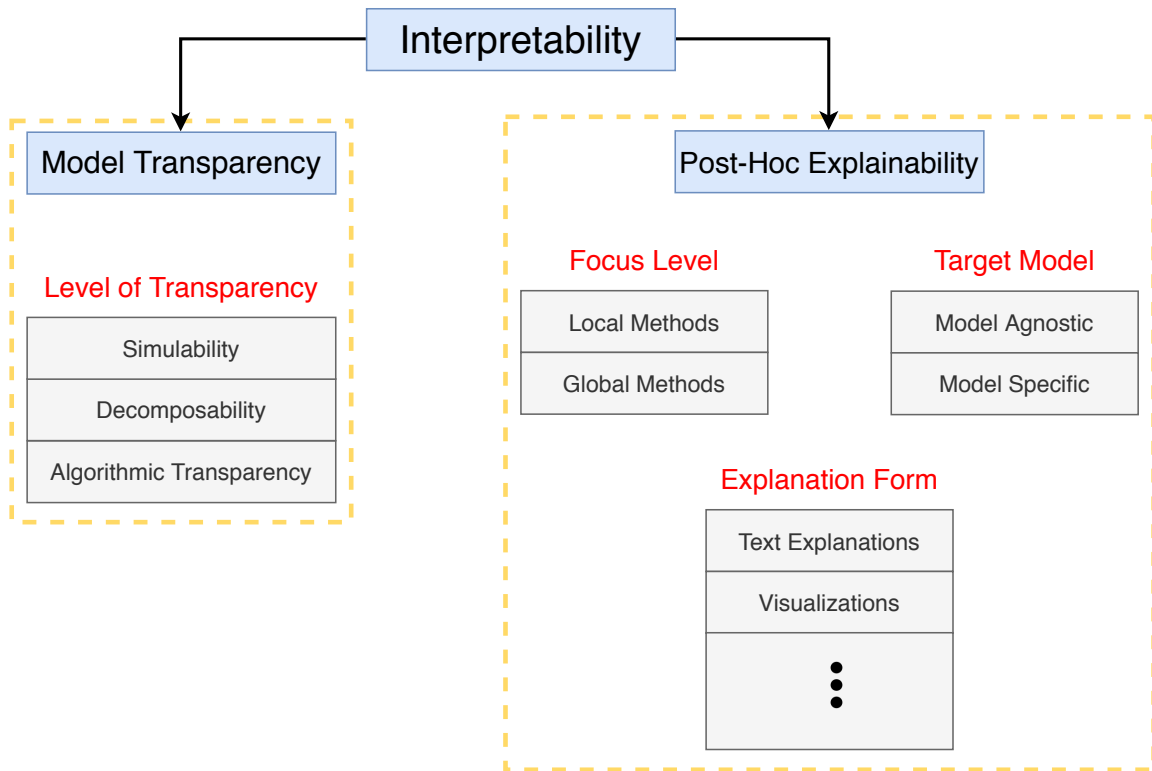 Interpretability
Model Transparency
Level of Transparency
Simulability
Decomposability
Algorithmic Transparency
Post-Hoc Explainability
Focus Level
Local Methods
Global Methods
Target Model
Model Agnostic
Model Specific
Explanation Form
Text Explanations
Visualizations